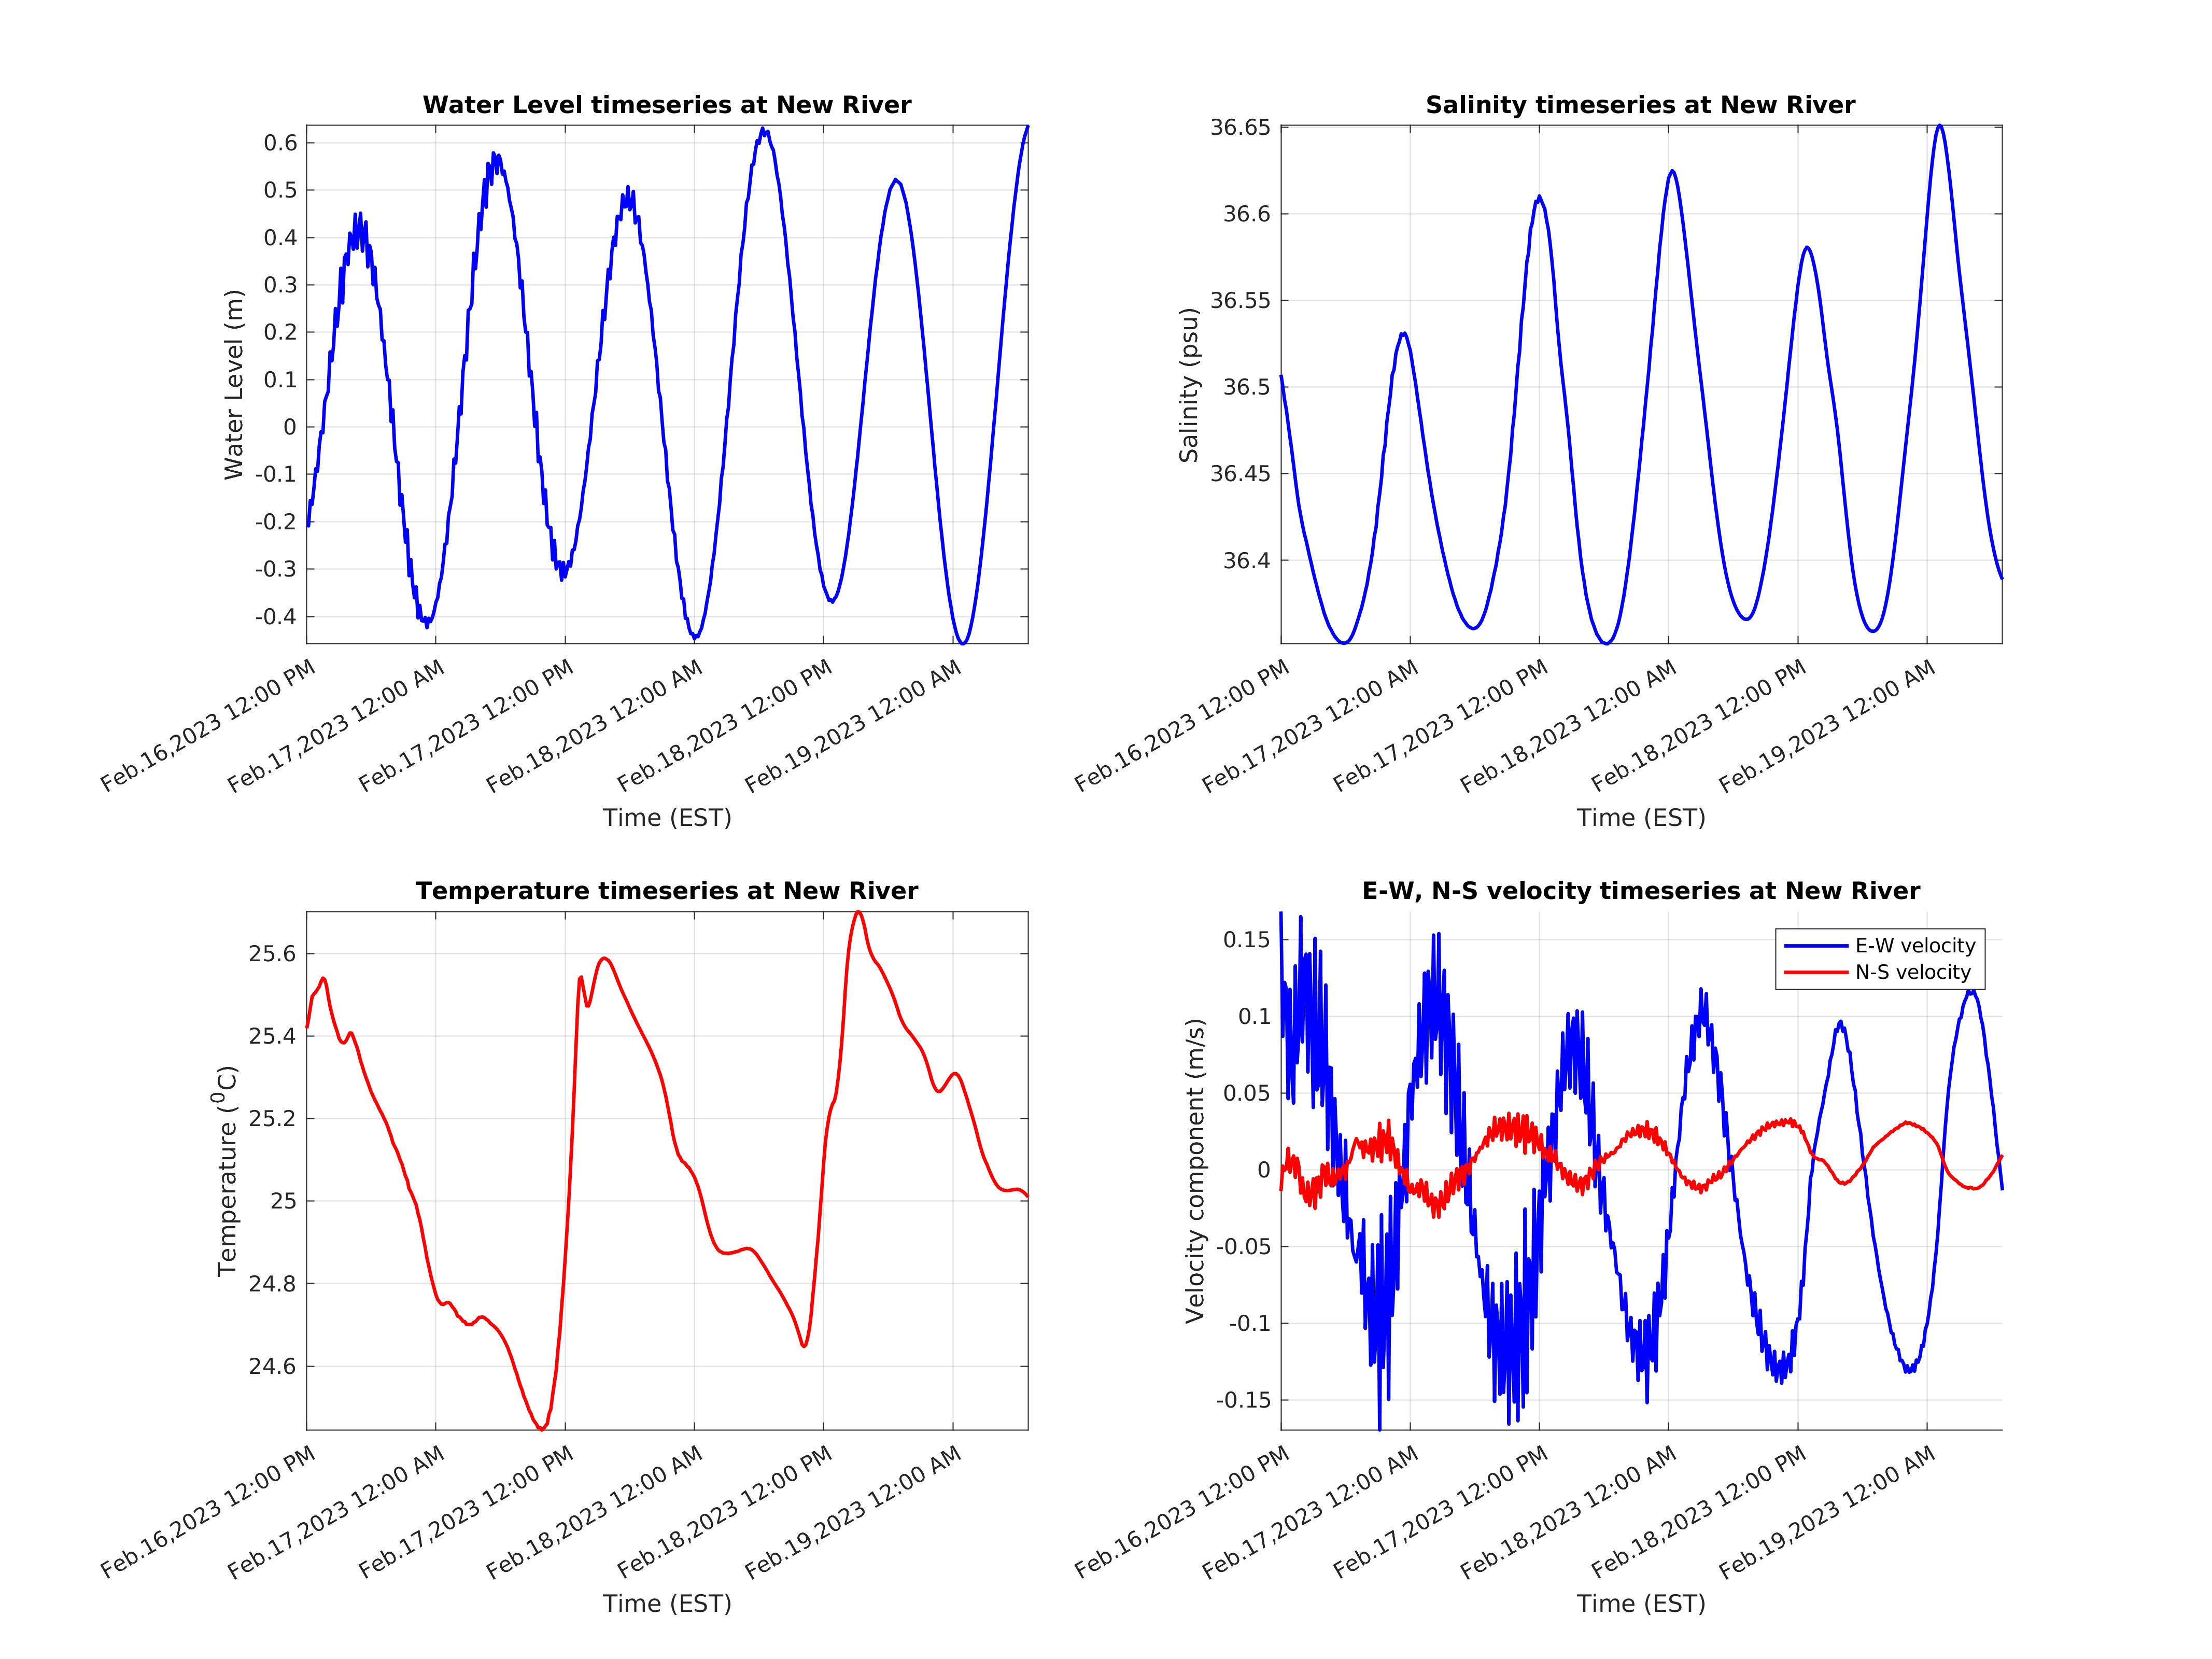 Water Level timeseries at New River
Water Level (m)
0.6
0.5
0.4
0.3
0.2
0.1
0
-0.1
-0.2
-0.3
-0.4
Feb.16,2023 12:00 PM
Feb.17,2023 12:00 AM
Feb.17,2023 12:00 PM
Feb.18,2023 12:00 AM
Feb.18,2023 12:00 PM
Feb.19,2023 12:00 AM
Time (EST)
Salinity timeseries at New River
Salinity (psu)
36.65
36.6
36.55
36.5
36.45
36.4
Feb.16,2023 12:00 PM
Feb.17,2023 12:00 AM
Feb.17,2023 12:00 PM
Feb.18,2023 12:00 AM
Feb.18,2023 12:00 PM
Feb.19,2023 12:00 AM
Time (EST)
Temperature timeseries at New River
Temperature (⁰C)
25.6
25.4
25.2
25
24.8
24.6
Feb.16,2023 12:00 PM
Feb.17,2023 12:00 AM
Feb.17,2023 12:00 PM
Feb.18,2023 12:00 AM
Feb.18,2023 12:00 PM
Feb.19,2023 12:00 AM
Time (EST)
E-W, N-S velocity timeseries at New River
Velocity component (m/s)
0.15
0.1
0.05
0
-0.05
-0.1
-0.15
E-W velocity
N-S velocity
Feb.16,2023 12:00 PM
Feb.17,2023 12:00 AM
Feb.17,2023 12:00 PM
Feb.18,2023 12:00 AM
Feb.18,2023 12:00 PM
Feb.19,2023 12:00 AM
Time (EST)